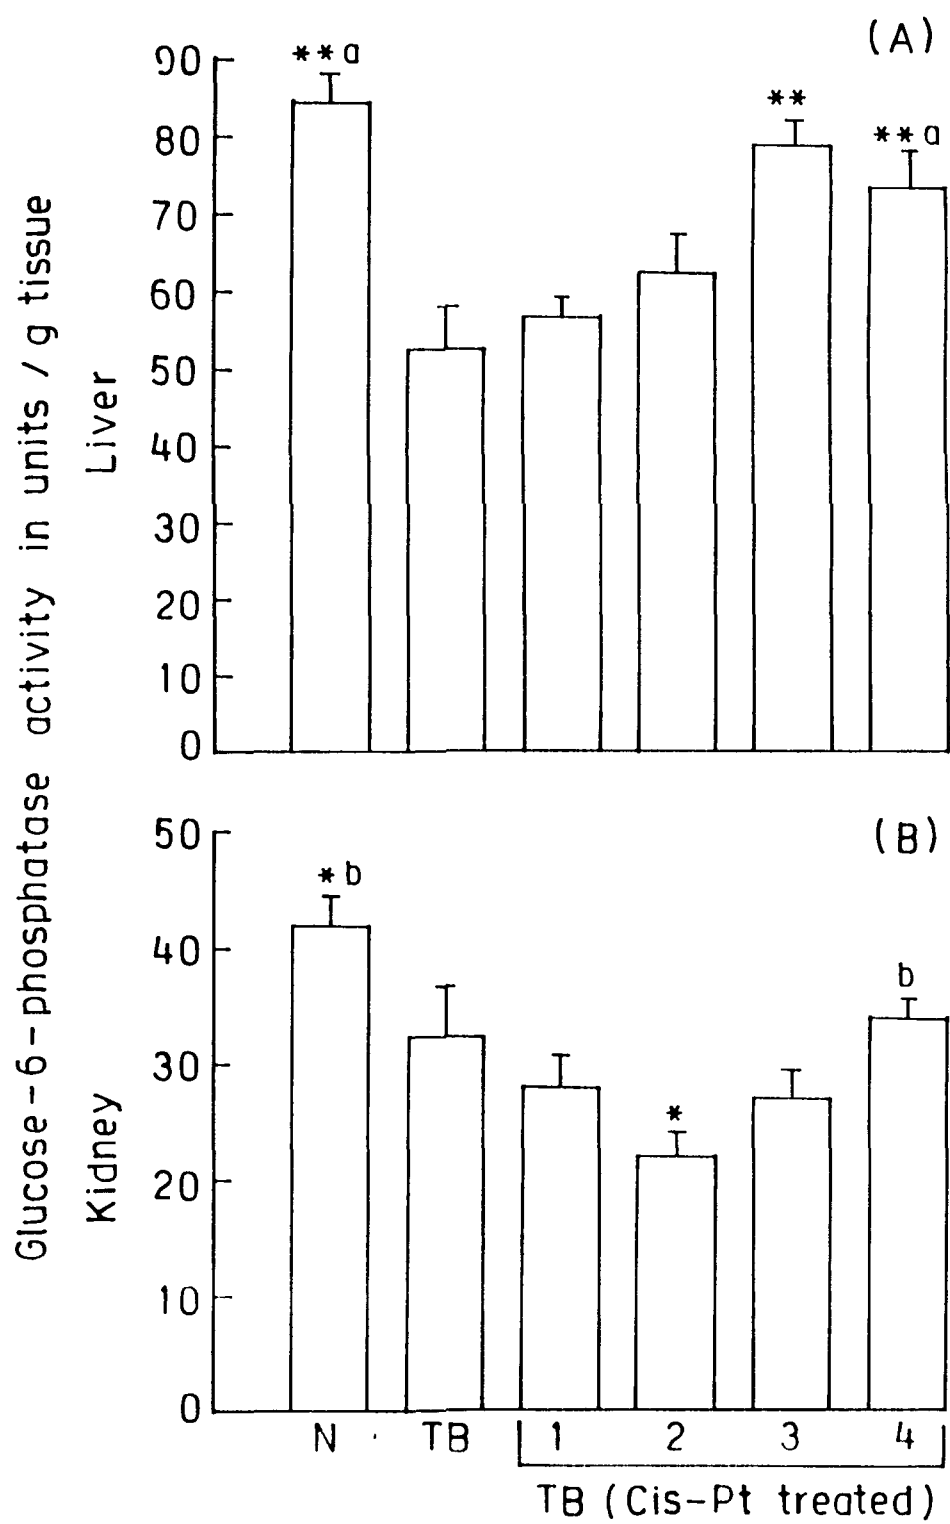 (A)
Glucose-6-phosphatase activity in units / g tissue
Liver
90
80
70
60
50
40
30
20
10
0
**a
**
**a
(B)
Kidney
50
40
30
20
10
0
*b
*
b
N TB 1 2 3 4
TB (Cis-Pt treated)